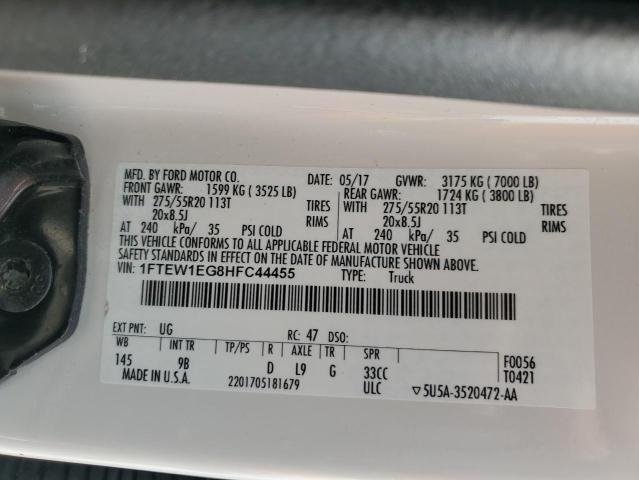 MFD. BY FORD MOTOR CO. DATE: 05/17 GVWR: 3175 KG ( 7000 LB)
FRONT GAWR: 1599 KG ( 3525 LB) REAR GAWR: 1724 KG ( 3800 LB)
WITH 275/55R20 113T TIRES WITH 275/55R20 113T TIRES
20x8.5J RIMS 20x8.5J RIMS
AT 240 kPa/ 35 PSI COLD AT 240 kPa/ 35 PSI COLD
THIS VEHICLE CONFORMS TO ALL APPLICABLE FEDERAL MOTOR VEHICLE
SAFETY STANDARDS IN EFFECT ON THE DATE OF MANUFACTURE SHOWN ABOVE.
VIN: 1FTEW1EG8HFC44455 TYPE: Truck
EXT PNT: UG RC: 47 DSO:
WB INT TR TP/PS R AXLE TR SPR F0056
145 9B D L9 G 33CC T0421
MADE IN U.S.A. 2201705181679 ULC ▽5U5A-3520472-AA